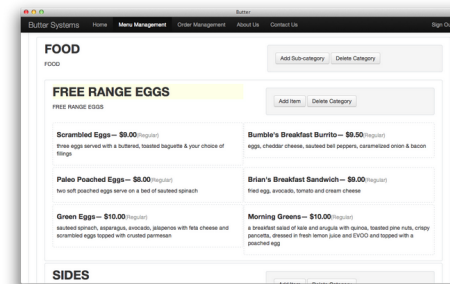 Butter
Butter Systems Home Menu Management Order Management About Us Contact Us Sign Ou
FOOD
FOOD
Add Sub-category Delete Category
FREE RANGE EGGS
FREE RANGE EGGS
Add Item Delete Category
Scrambled Eggs— $9.00(Regular)
three eggs served with a buttered, toasted baguette & your choice of
fillings
Bumble's Breakfast Burrito— $9.50(Regular)
eggs, cheddar cheese, sauteed bell peppers, caramelized onion & bacon
Paleo Poached Eggs— $8.00(Regular)
two soft poached eggs serve on a bed of sauteed spinach
Brian's Breakfast Sandwich— $9.00(Regular)
fried egg, avocado, tomato and cream cheese
Green Eggs— $10.00(Regular)
sauteed spinach, asparagus, avocado, jalapenos with feta cheese and
scrambled eggs topped with crusted parmesan
Morning Greens— $10.00(Regular)
a breakfast salad of kale and arugula with quinoa, toasted pine nuts, crispy
pancetta, dressed in fresh lemon juice and EVOO and topped with a
poached egg
SIDES
Add Item Delete Category